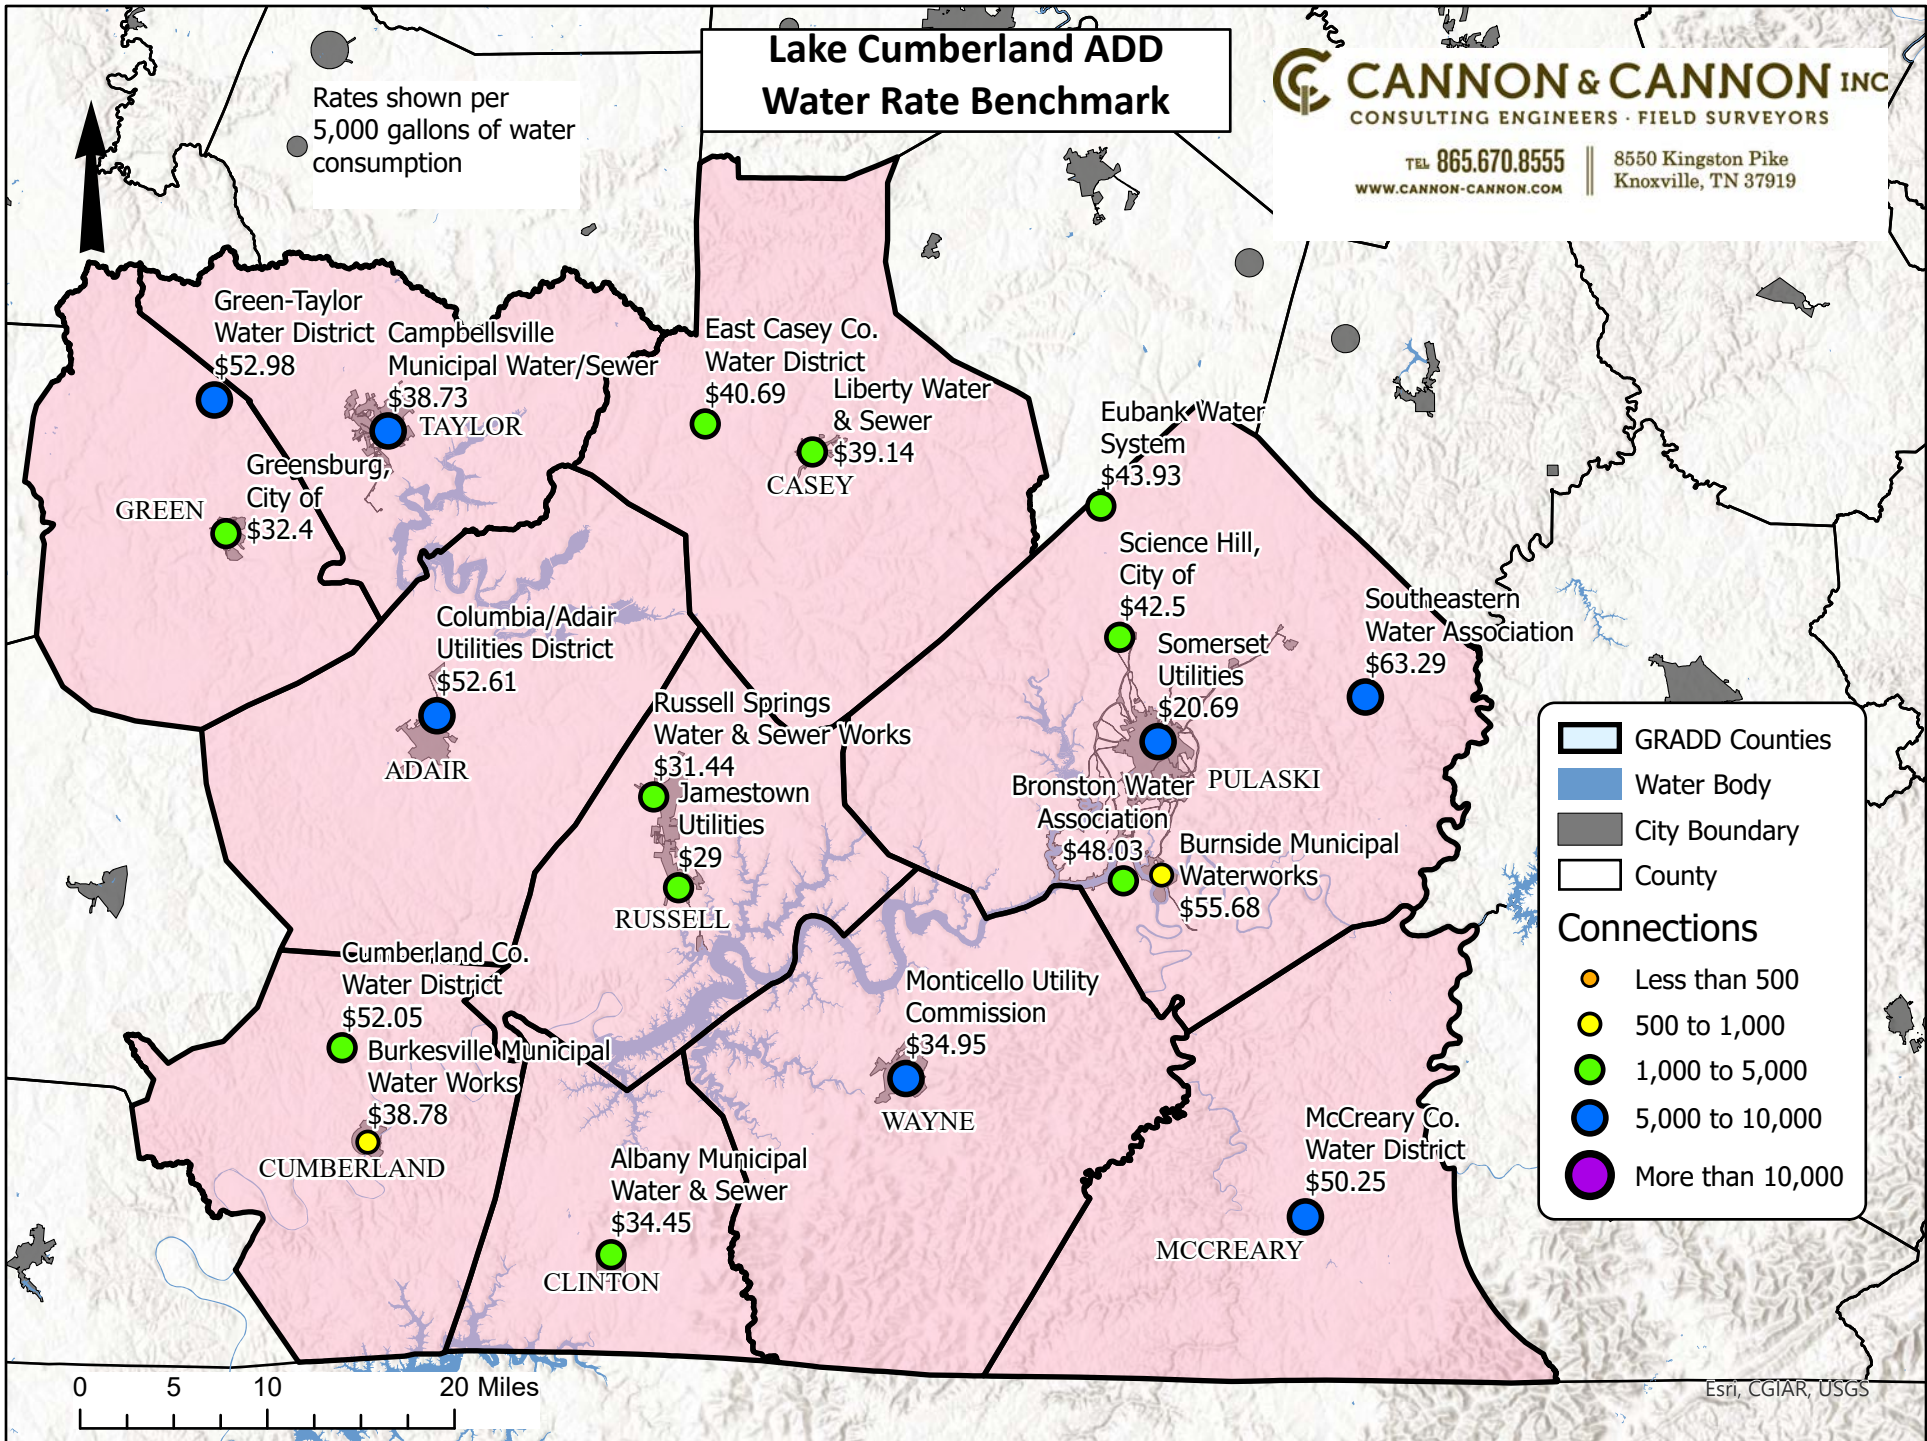 Lake Cumberland ADD
Water Rate Benchmark
CANNON & CANNON INC
CONSULTING ENGINEERS · FIELD SURVEYORS
TEL 865.670.8555
WWW.CANNON-CANNON.COM
8550 Kingston Pike
Knoxville, TN 37919
Rates shown per
5,000 gallons of water
consumption
Green-Taylor
Water District
$52.98
Campbellsville
Municipal Water/Sewer
$38.73
TAYLOR
East Casey Co.
Water District
$40.69
Liberty Water
& Sewer
$39.14
CASEY
Eubank Water
System
$43.93
Greensburg,
City of
$32.4
GREEN
Science Hill,
City of
$42.5
Southeastern
Water Association
$63.29
Columbia/Adair
Utilities District
$52.61
ADAIR
Somerset
Utilities
$20.69
PULASKI
Russell Springs
Water & Sewer Works
$31.44
Jamestown
Utilities
$29
RUSSELL
Bronston Water
Association
$48.03
Burnside Municipal
Waterworks
$55.68
Cumberland Co.
Water District
$52.05
Burkesville Municipal
Water Works
$38.78
CUMBERLAND
Monticello Utility
Commission
$34.95
WAYNE
Albany Municipal
Water & Sewer
$34.45
CLINTON
McCreary Co.
Water District
$50.25
MCCREARY
GRADD Counties
Water Body
City Boundary
County
Connections
Less than 500
500 to 1,000
1,000 to 5,000
5,000 to 10,000
More than 10,000
0 5 10 20 Miles
Esri, CGIAR, USGS